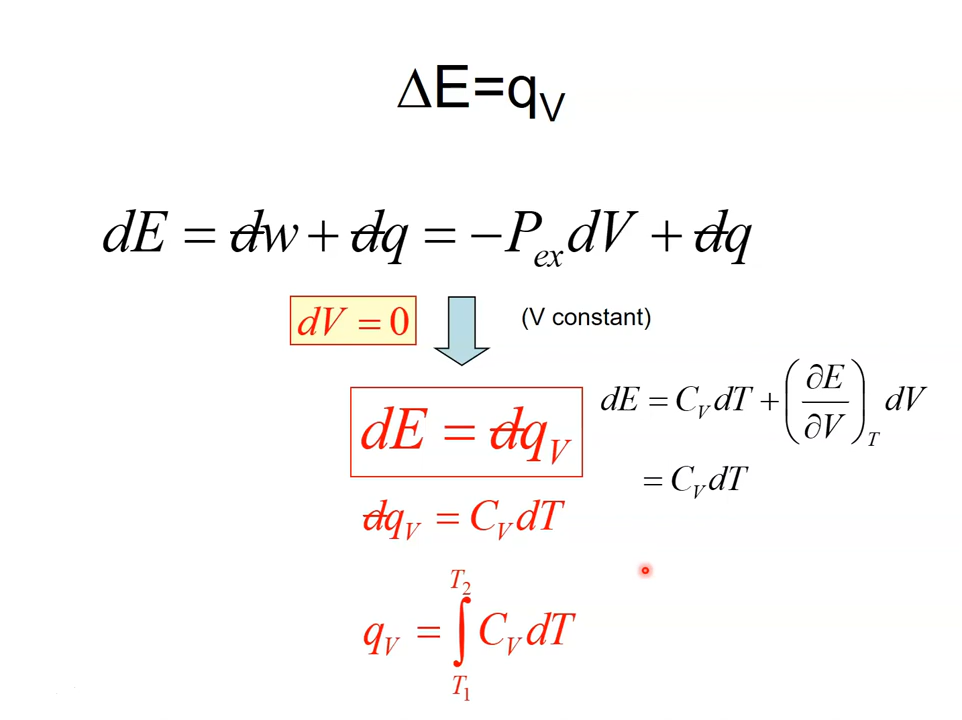 ΔE=q_V
dE = đw + đq = −P_ex dV + đq
dV = 0
(V constant)
dE = đq_V
dE = C_V dT + (∂E/∂V)_T dV
= C_V dT
đq_V = C_V dT
q_V = ∫_{T_1}^{T_2} C_V dT